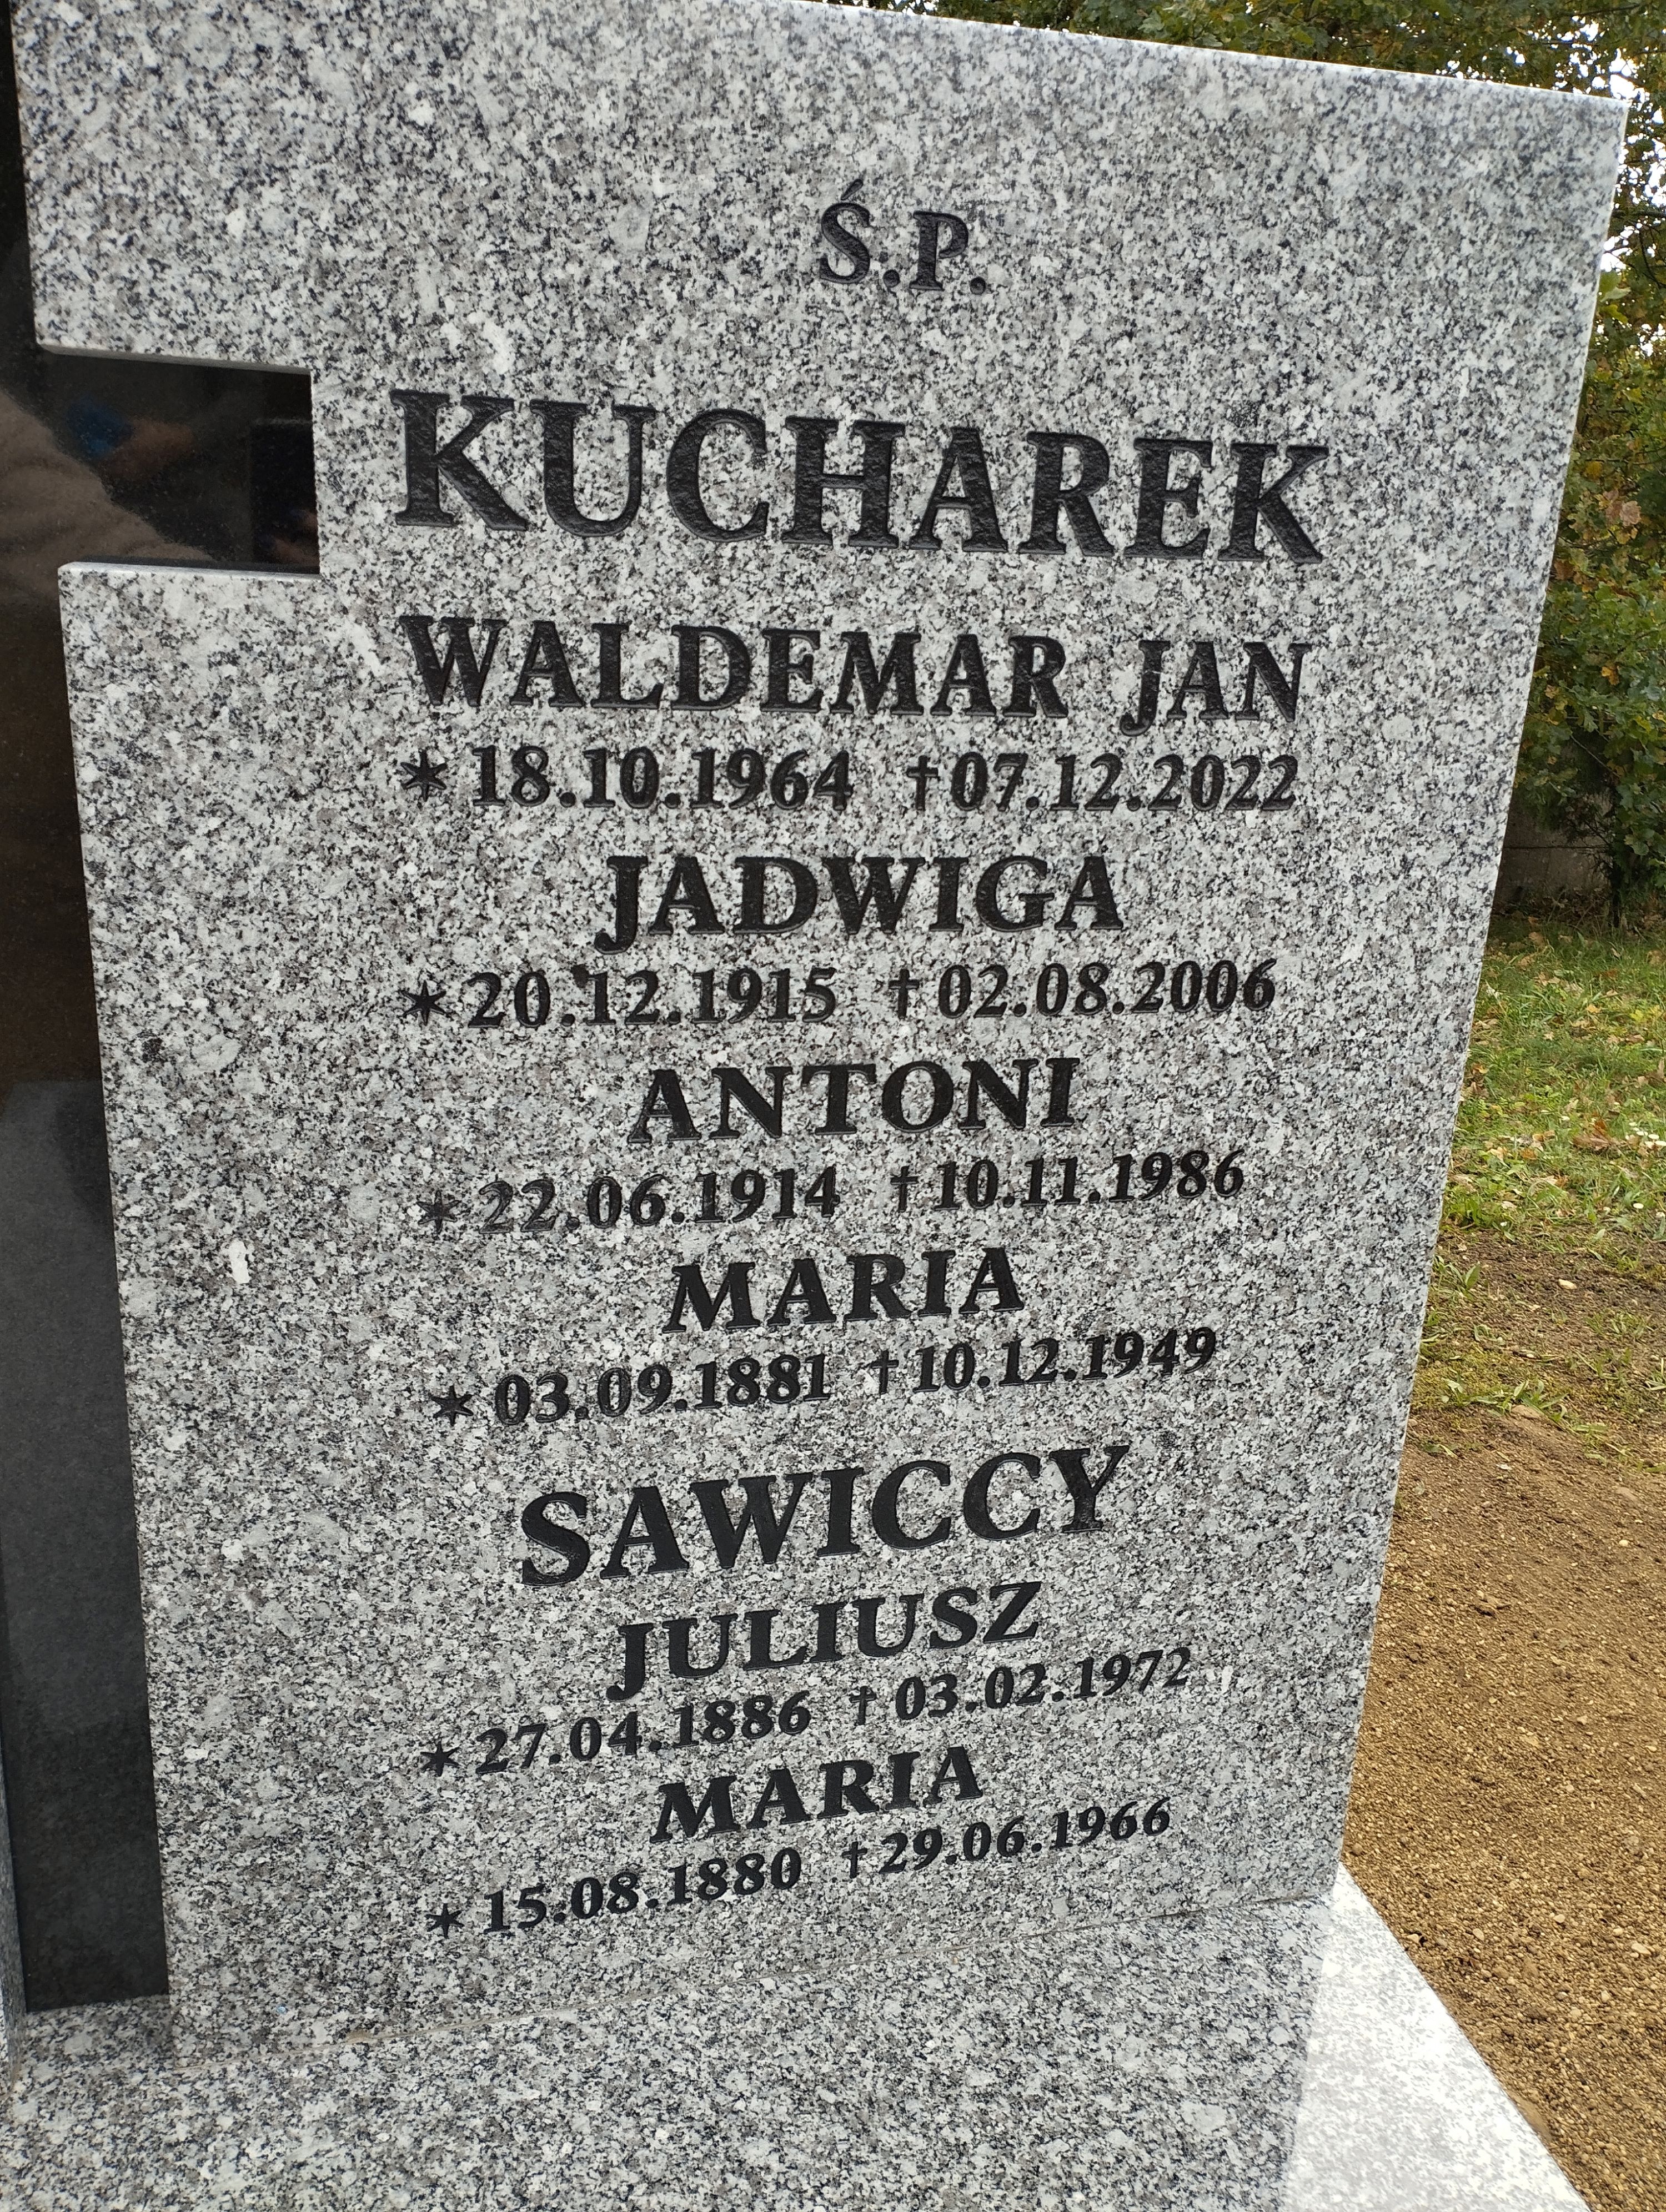 Ś.P.
KUCHAREK
WALDEMAR JAN
* 18.10.1964 †07.12.2022
JADWIGA
* 20.12.1915 †02.08.2006
ANTONI
* 22.06.1914 †10.11.1986
MARIA
* 03.09.1881 †10.12.1949
SAWICCY
JULIUSZ
* 27.04.1886 †03.02.1972
MARIA
* 15.08.1880 †29.06.1966